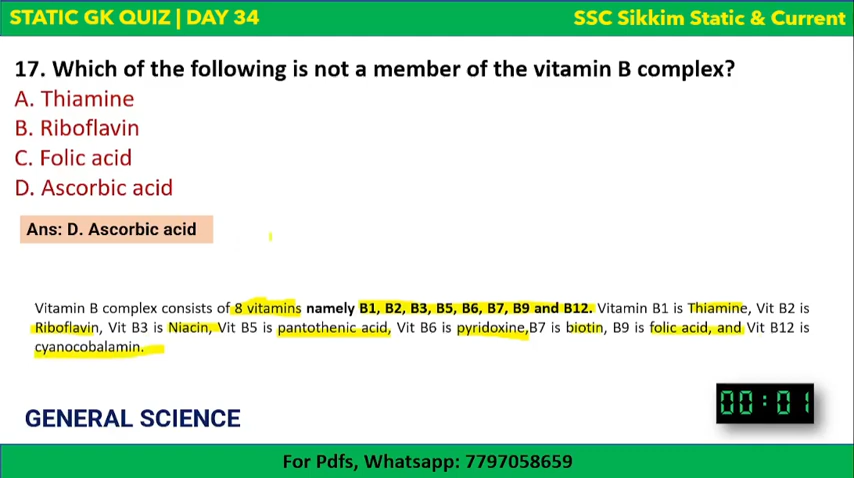 STATIC GK QUIZ | DAY 34
SSC Sikkim Static & Current
17. Which of the following is not a member of the vitamin B complex?
A. Thiamine
B. Riboflavin
C. Folic acid
D. Ascorbic acid
Ans: D. Ascorbic acid
Vitamin B complex consists of 8 vitamins namely B1, B2, B3, B5, B6, B7, B9 and B12. Vitamin B1 is Thiamine, Vit B2 is
Riboflavin, Vit B3 is Niacin, Vit B5 is pantothenic acid, Vit B6 is pyridoxine,B7 is biotin, B9 is folic acid, and Vit B12 is
cyanocobalamin.
GENERAL SCIENCE
00:01
For Pdfs, Whatsapp: 7797058659